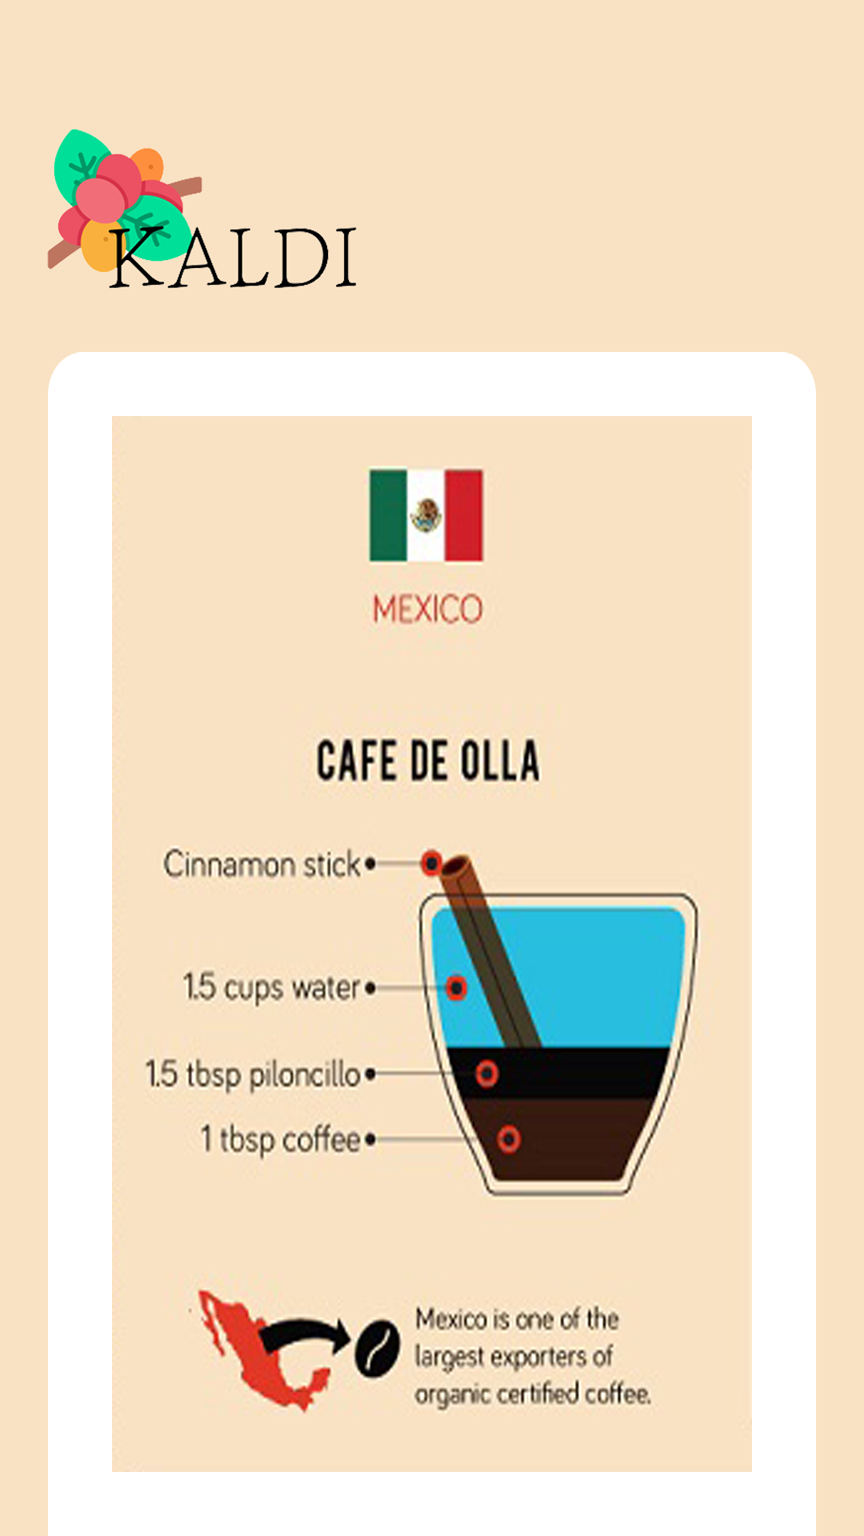 KALDI
MEXICO
CAFE DE OLLA
Cinnamon stick
1.5 cups water
1.5 tbsp piloncillo
1 tbsp coffee
Mexico is one of the
largest exporters of
organic certified coffee.